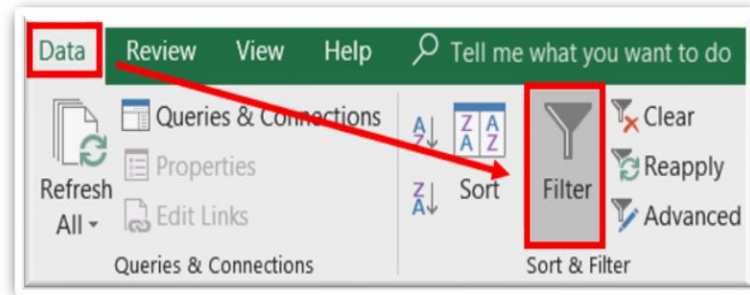 Data Review View Help Tell me what you want to do
Queries & Connections
Properties
Edit Links
Refresh
All
Queries & Connections
A
Z
Z
A
Z A
A Z
Sort
Filter
Clear
Reapply
Advanced
Sort & Filter